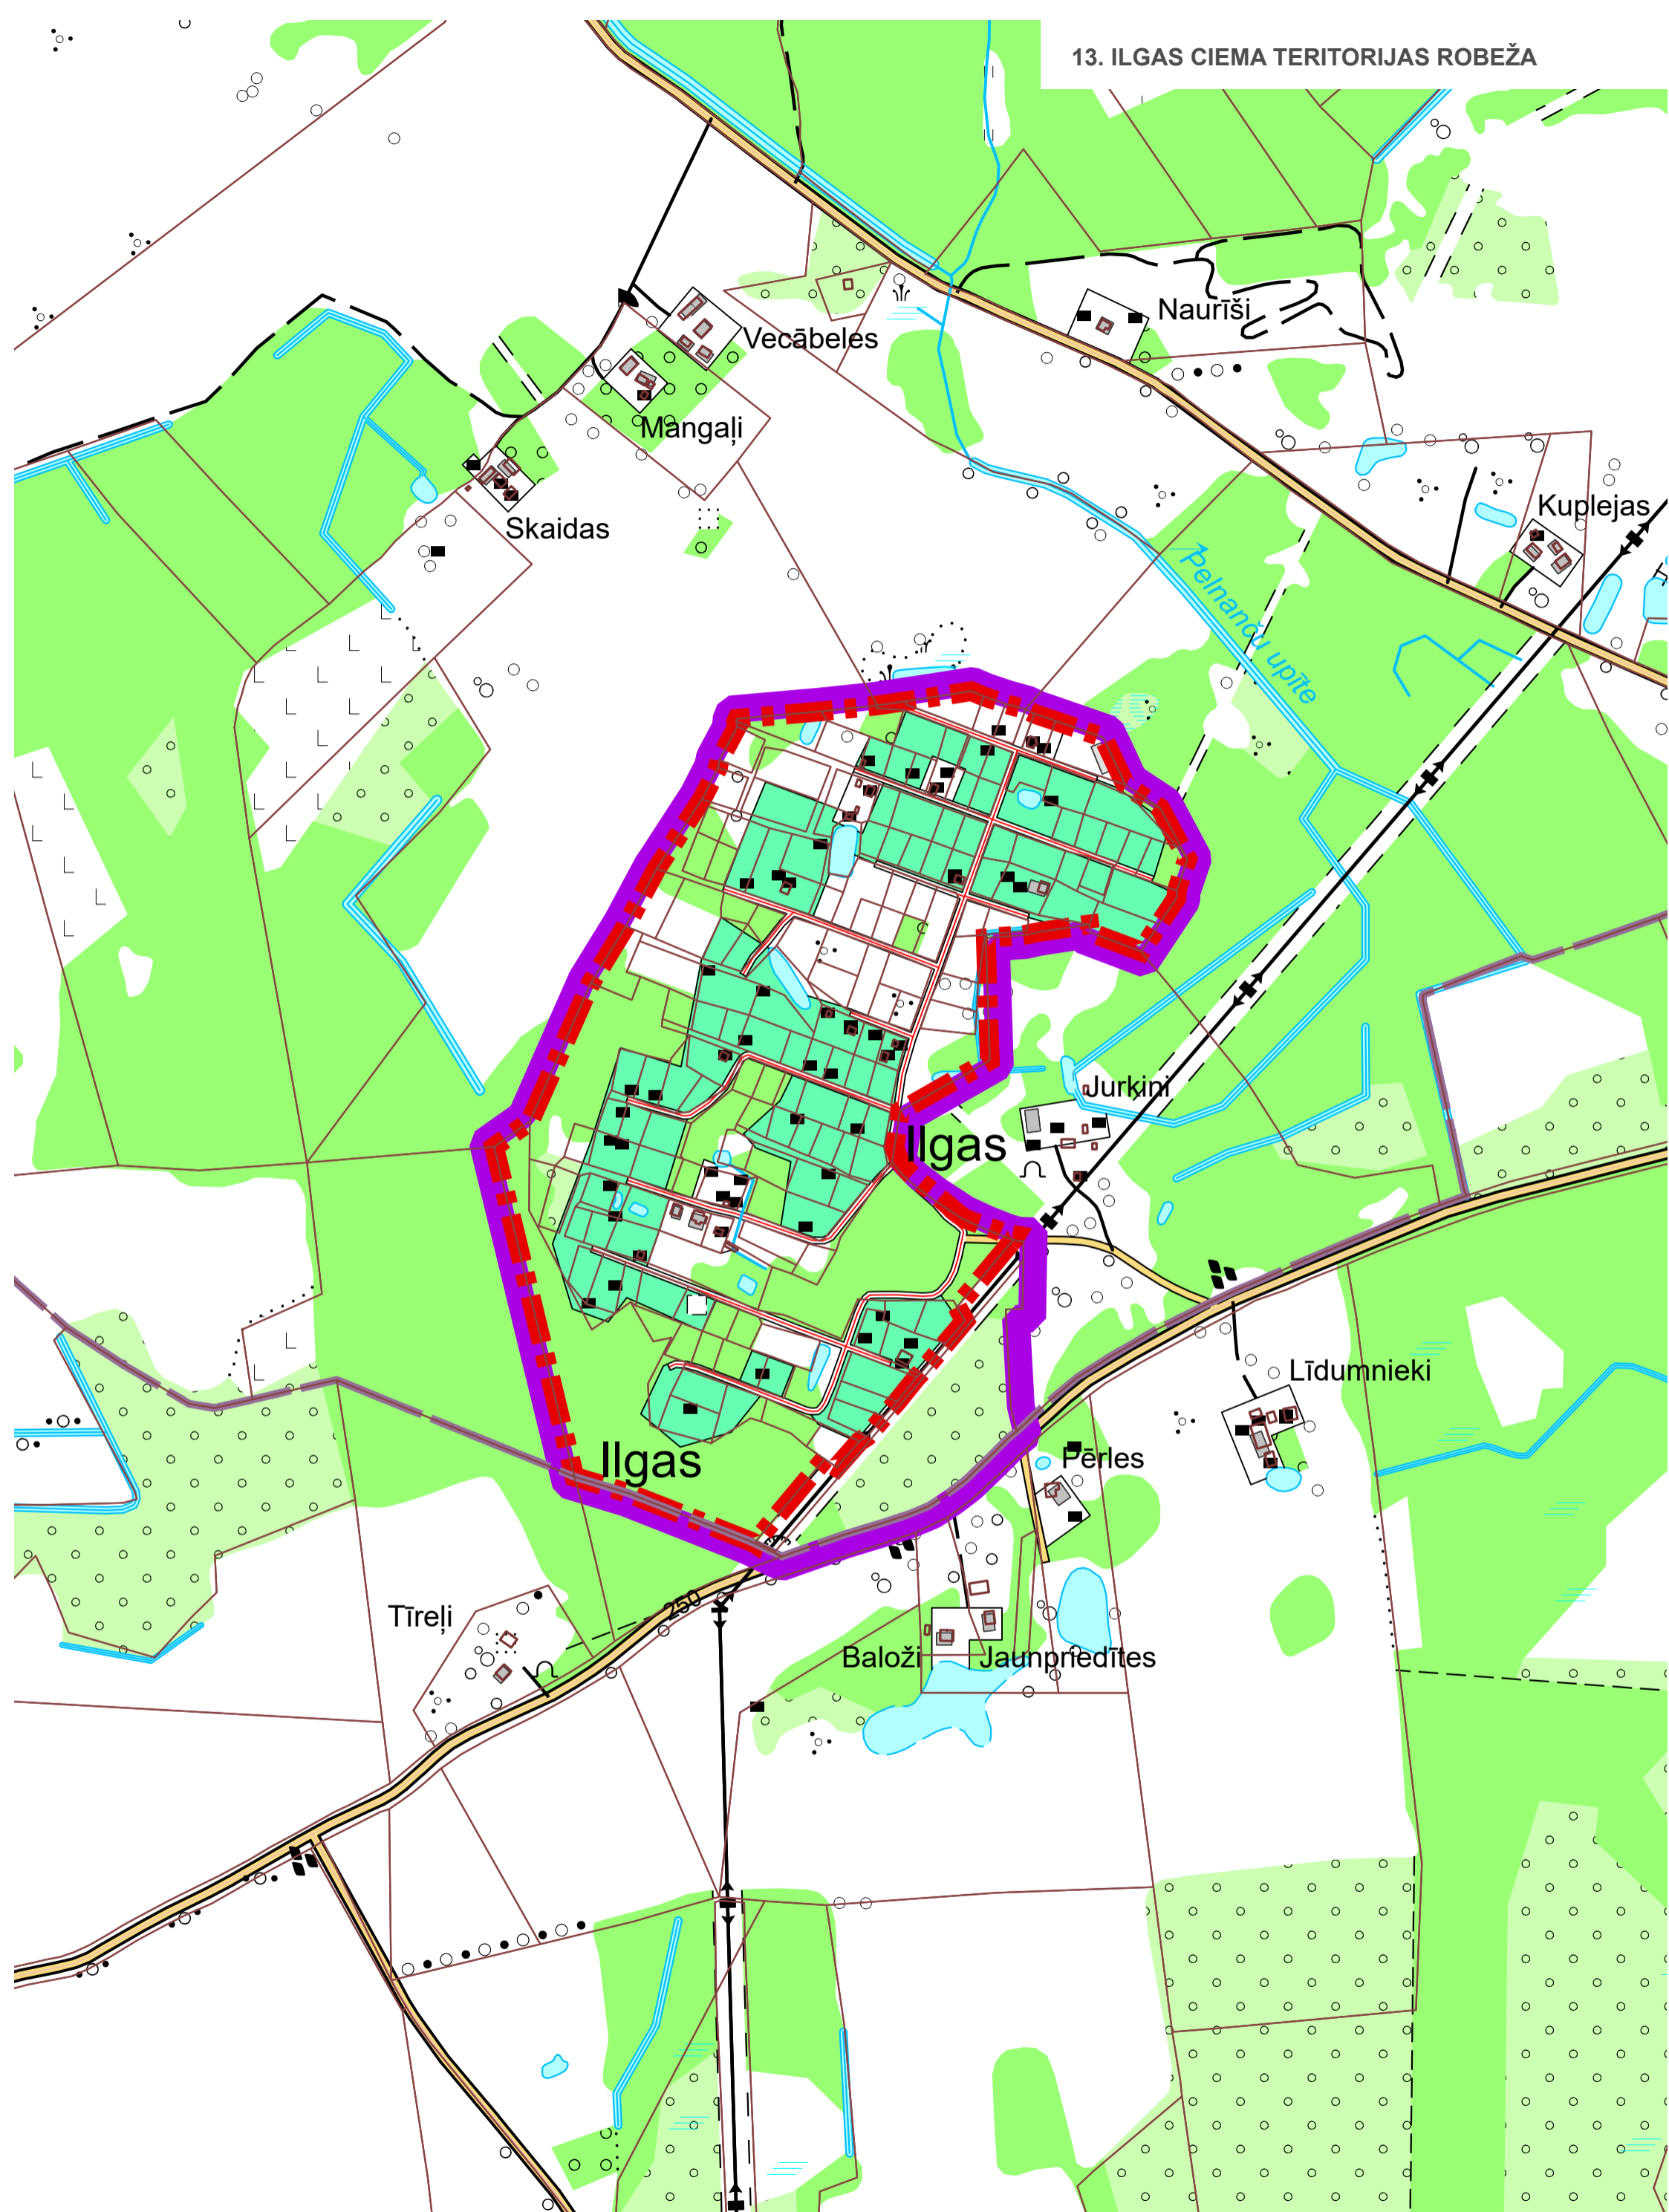 13. ILGAS CIEMA TERITORIJAS ROBEŽA
Naurīši
Vecābeles
Mangaļi
Skaidas
Kuplejas
Pelnanču upīte
Jurķini
Ilgas
Līdumnieki
Ilgas
Pērles
250
Tīreļi
Baloži
Jaunpriedītes